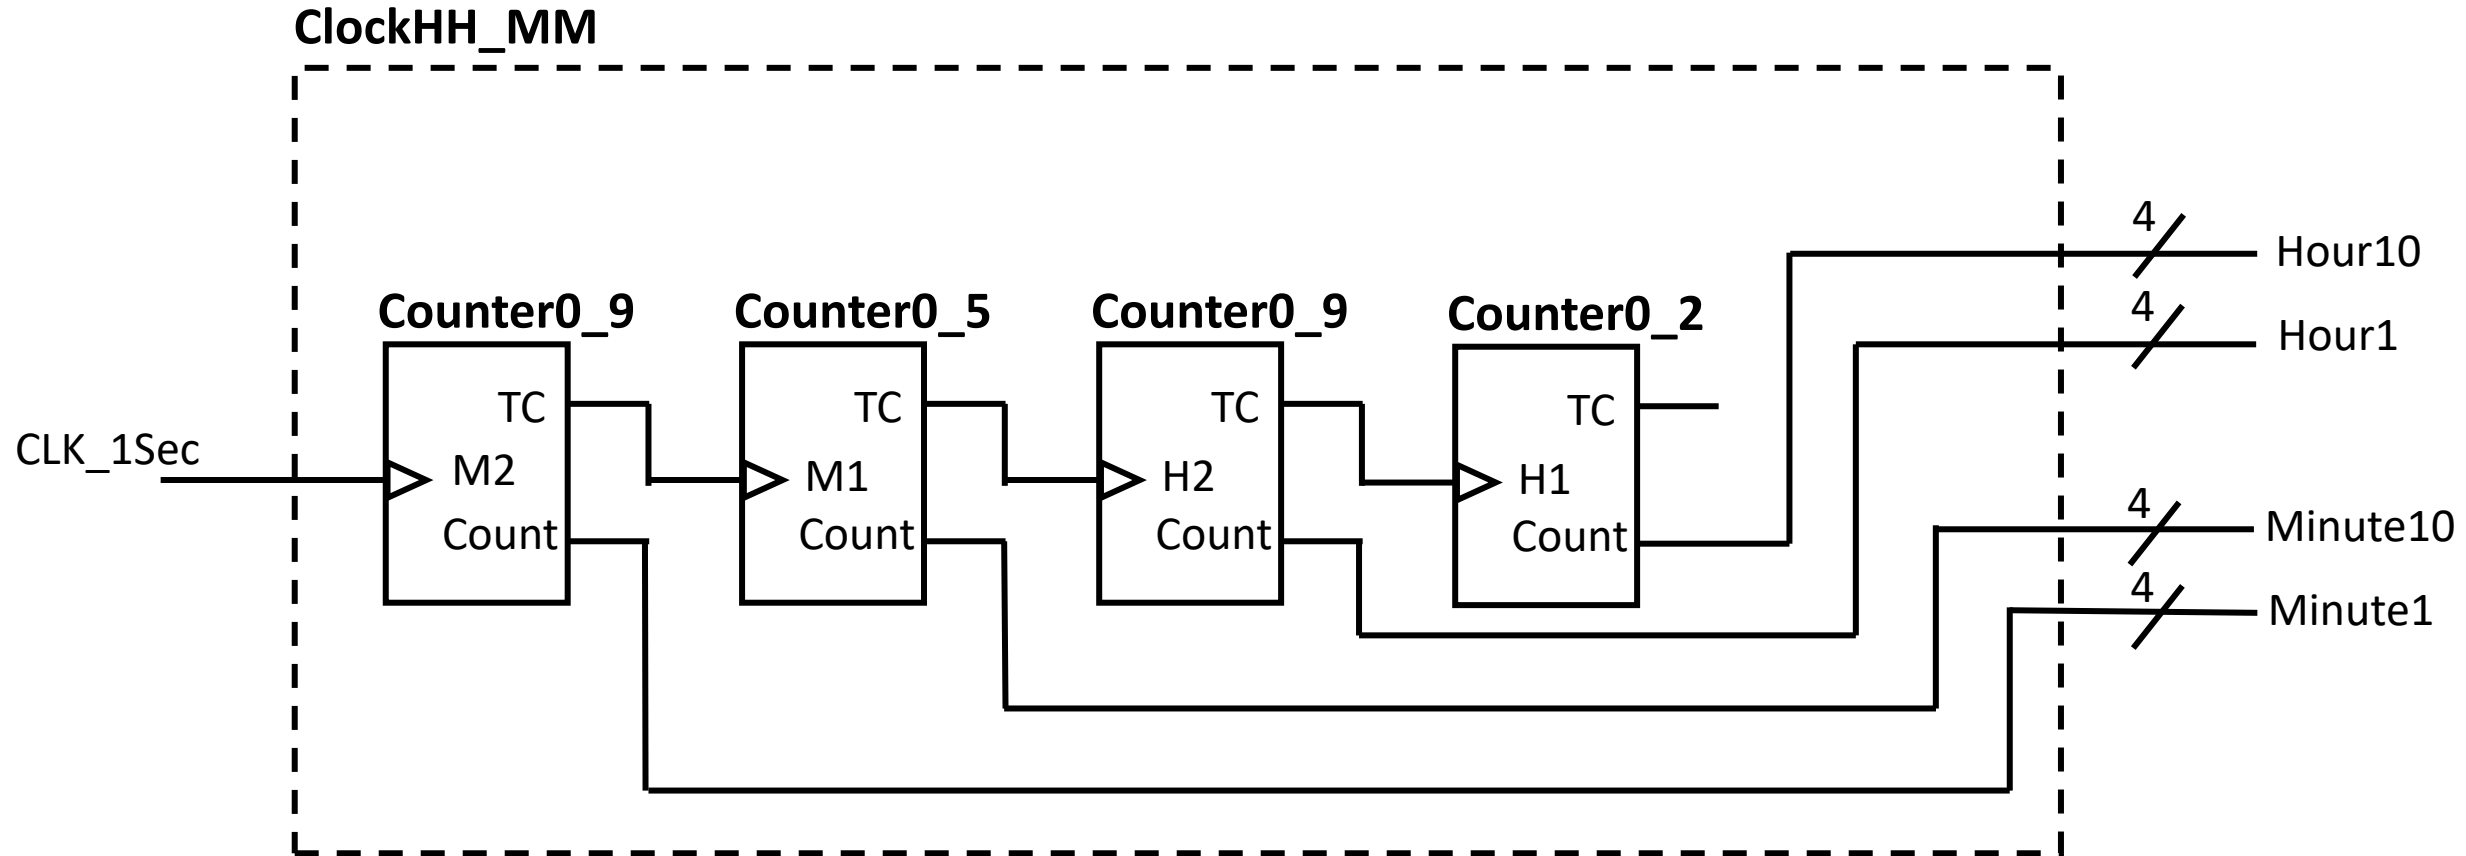 ClockHH_MM
4
Hour10
4
Hour1
Counter0_9
Counter0_5
Counter0_9
Counter0_2
TC
TC
TC
TC
CLK_1Sec
M2
M1
H2
H1
Count
Count
Count
Count
4
Minute10
4
Minute1